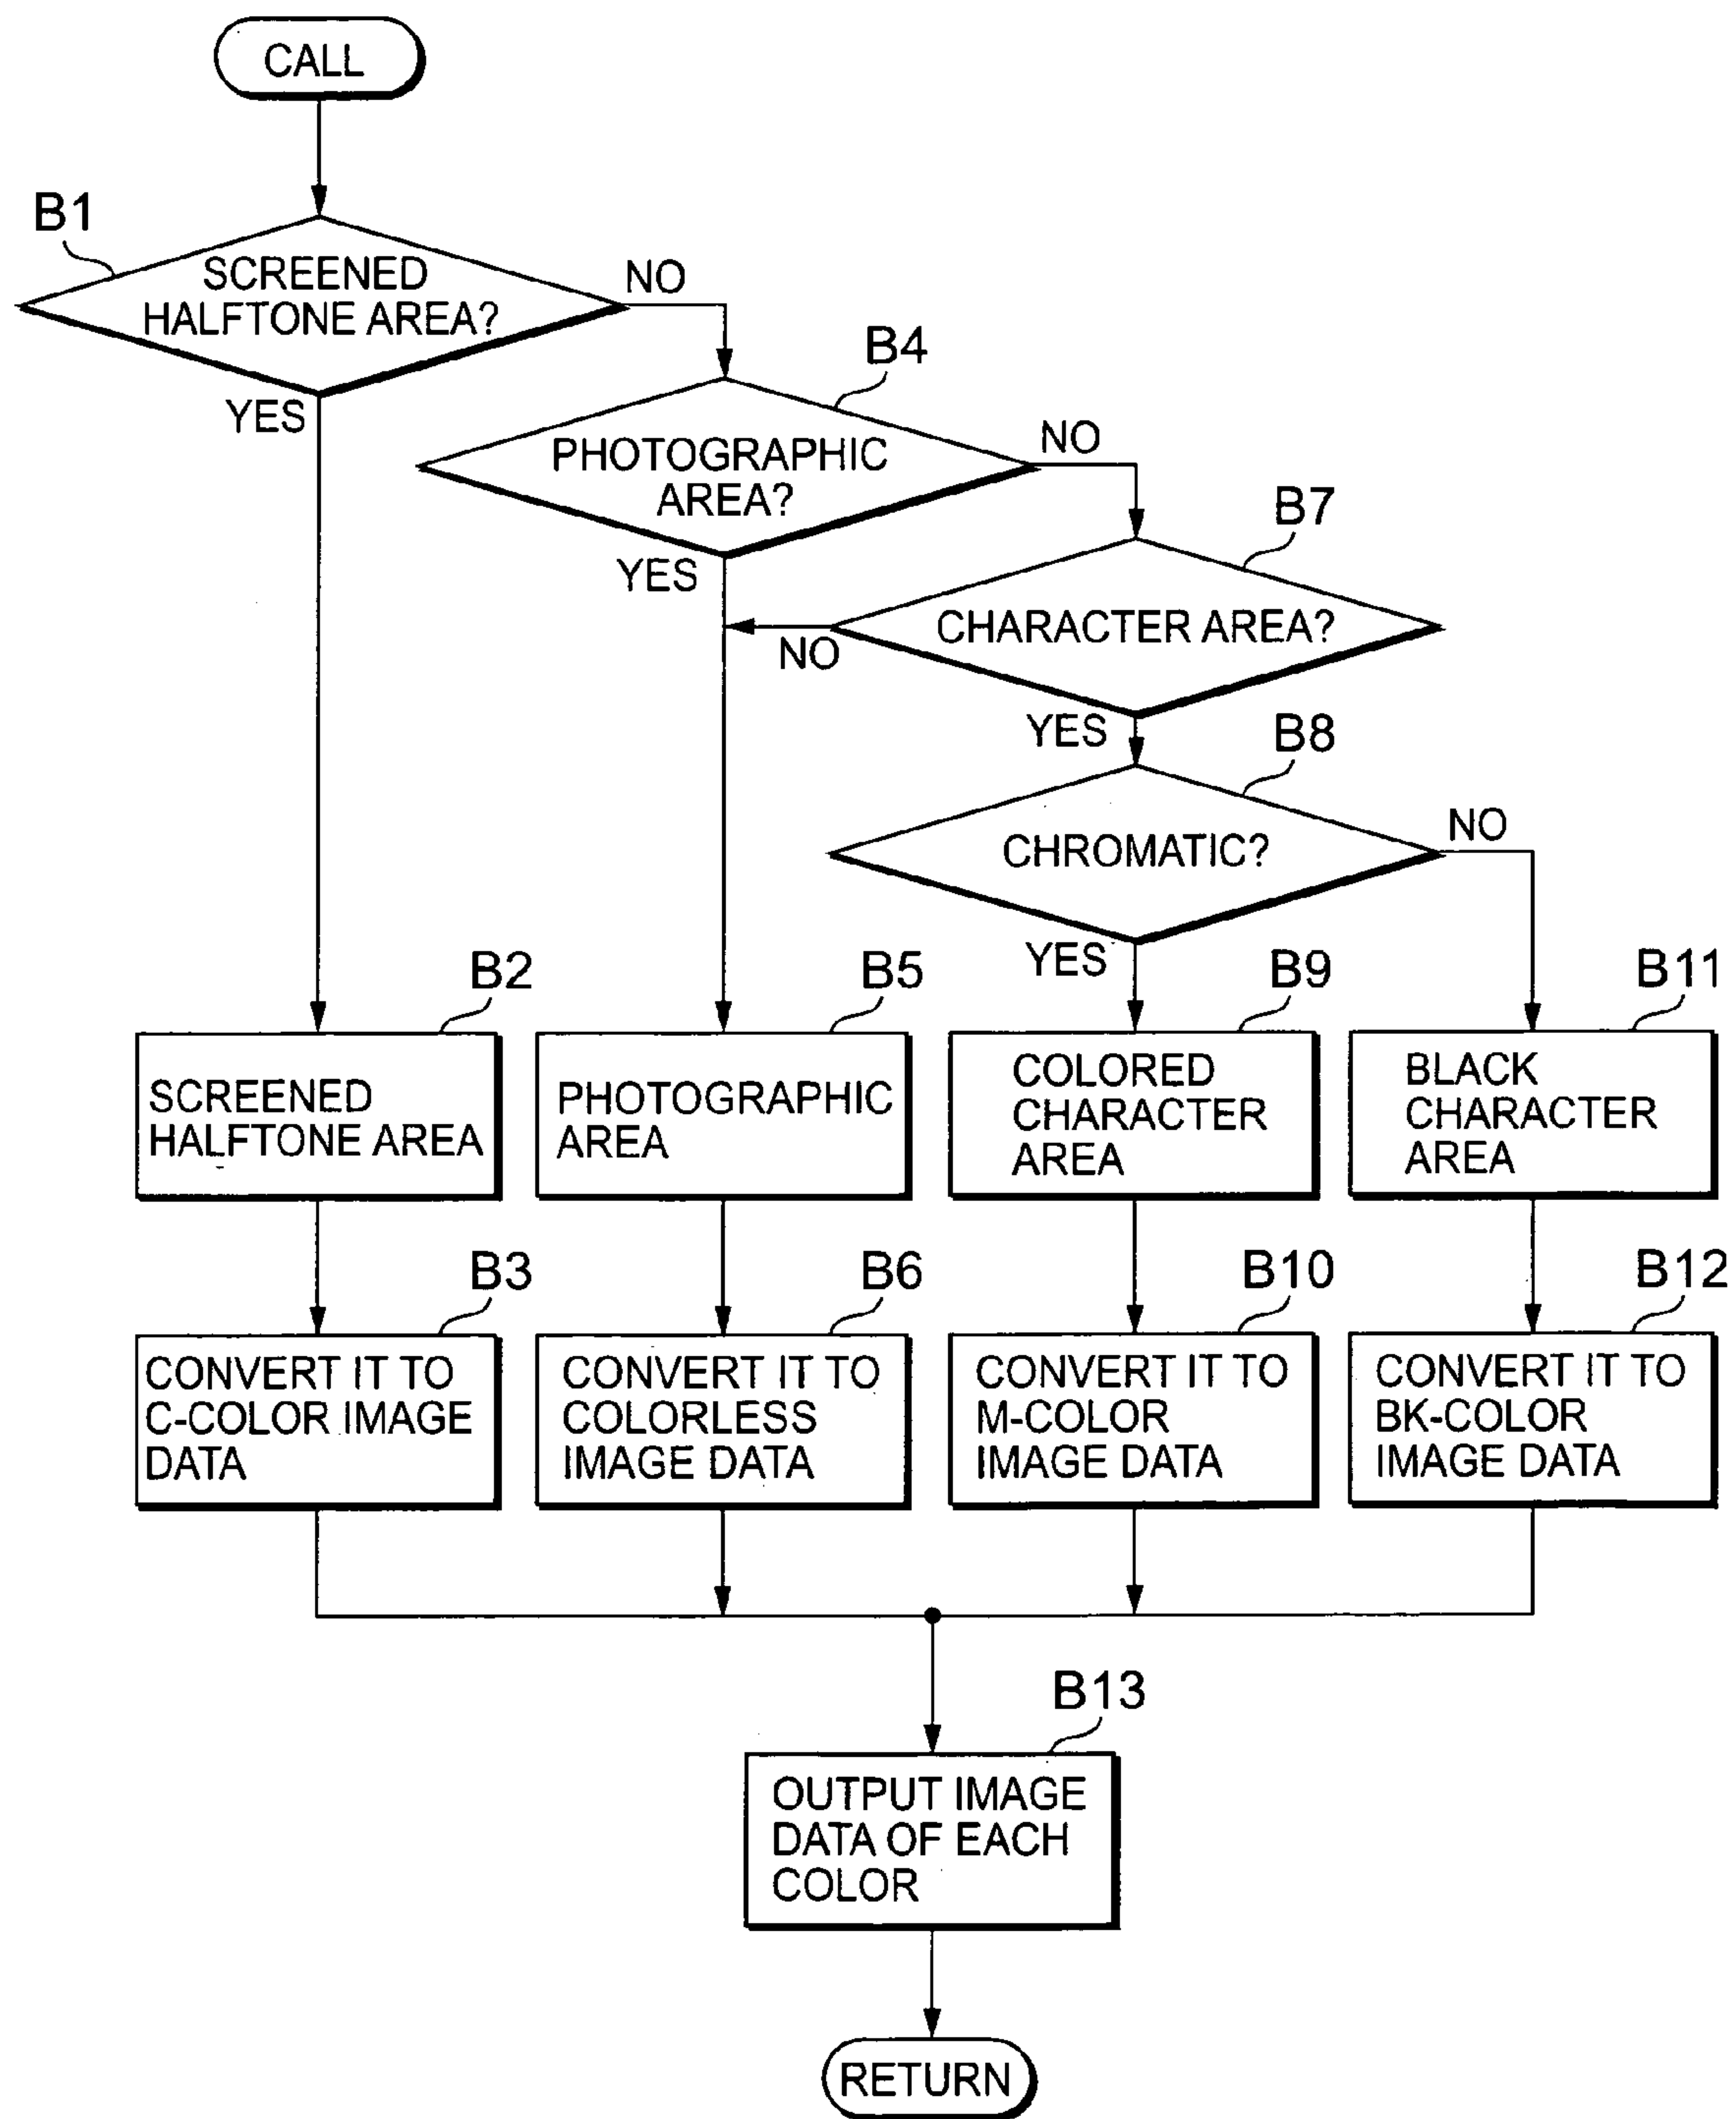 CALL
B1
SCREENED
HALFTONE AREA?
NO
YES
B4
PHOTOGRAPHIC
AREA?
NO
YES
B7
CHARACTER AREA?
NO
YES
B8
CHROMATIC?
NO
YES
B2
SCREENED
HALFTONE AREA
B5
PHOTOGRAPHIC
AREA
B9
COLORED
CHARACTER
AREA
B11
BLACK
CHARACTER
AREA
B3
CONVERT IT TO
C-COLOR IMAGE
DATA
B6
CONVERT IT TO
COLORLESS
IMAGE DATA
B10
CONVERT IT TO
M-COLOR
IMAGE DATA
B12
CONVERT IT TO
BK-COLOR
IMAGE DATA
B13
OUTPUT IMAGE
DATA OF EACH
COLOR
RETURN